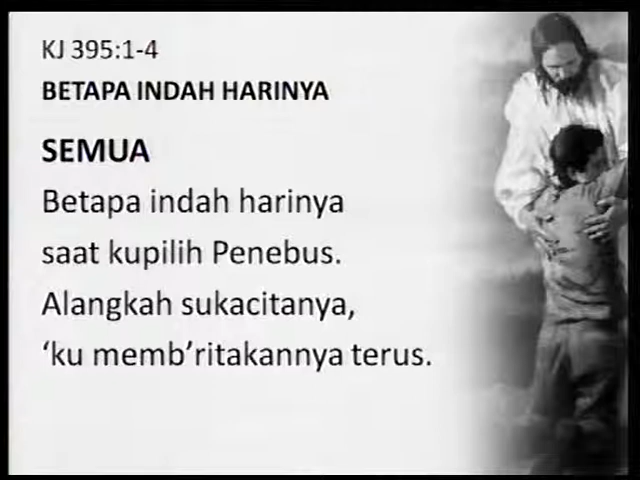 KJ 395:1-4
BETAPA INDAH HARINYA
SEMUA
Betapa indah harinya
saat kupilih Penebus.
Alangkah sukacitanya,
‘ku memb’ritakannya terus.